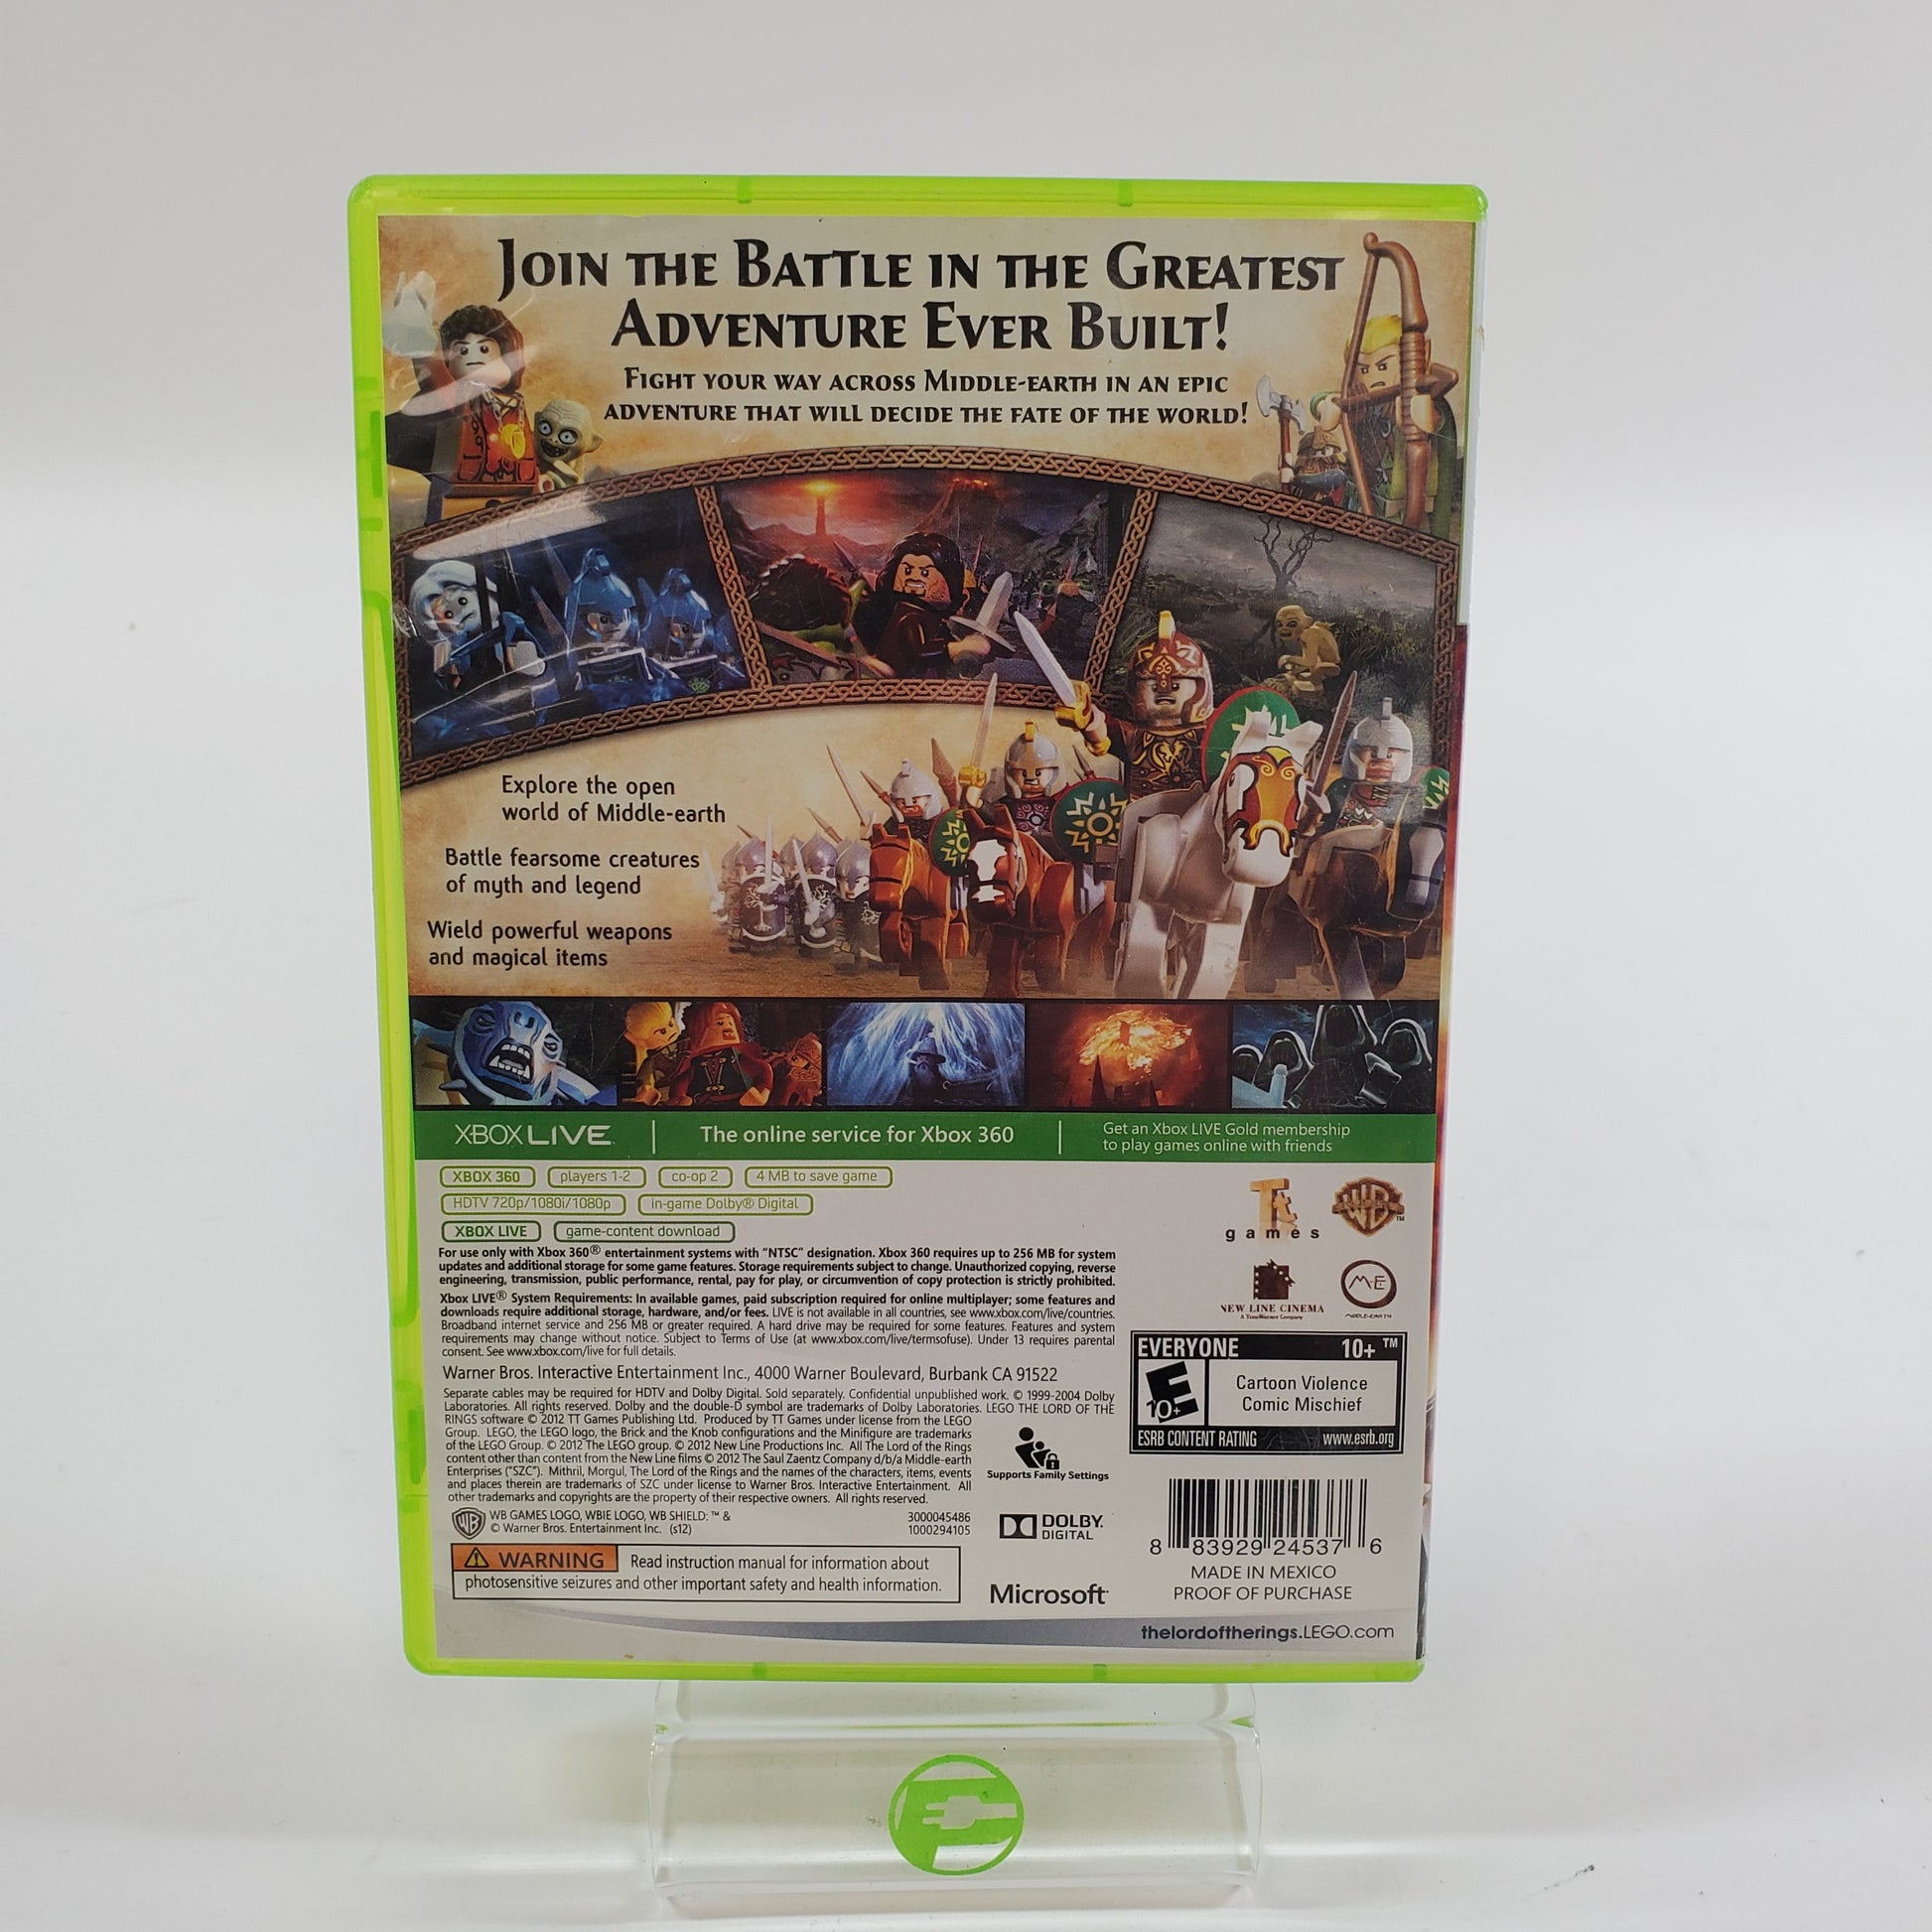 JOIN THE BATTLE IN THE GREATEST
ADVENTURE EVER BUILT!
FIGHT YOUR WAY ACROSS MIDDLE-EARTH IN AN EPIC
ADVENTURE THAT WILL DECIDE THE FATE OF THE WORLD!
Explore the open
world of Middle-earth
Battle fearsome creatures
of myth and legend
Wield powerful weapons
and magical items
XBOX LIVE
The online service for Xbox 360
Get an Xbox LIVE Gold membership
to play games online with friends
XBOX 360 players 1-2 co-op 2 4 MB to save game
HDTV 720p/1080i/1080p in-game Dolby® Digital
XBOX LIVE game-content download
For use only with Xbox 360® entertainment systems with “NTSC” designation. Xbox 360 requires up to 256 MB for system
updates and additional storage for some game features. Storage requirements subject to change. Unauthorized copying, reverse
engineering, transmission, public performance, rental, pay for play, or circumvention of copy protection is strictly prohibited.
Xbox LIVE® System Requirements: In available games, paid subscription required for online multiplayer; some features and
downloads require additional storage, hardware, and/or fees. LIVE is not available in all countries, see www.xbox.com/live/countries.
Broadband internet service and 256 MB or greater required. A hard drive may be required for some features. Features and system
requirements may change without notice. Subject to Terms of Use (at www.xbox.com/live/termsofuse). Under 13 requires parental
consent. See www.xbox.com/live for full details.
Warner Bros. Interactive Entertainment Inc., 4000 Warner Boulevard, Burbank CA 91522
Separate cables may be required for HDTV and Dolby Digital. Sold separately. Confidential unpublished work. © 1999-2004 Dolby
Laboratories. All rights reserved. Dolby and the double-D symbol are trademarks of Dolby Laboratories. LEGO THE LORD OF THE
RINGS software © 2012 TT Games Publishing Ltd. Produced by TT Games under license from the LEGO
Group. LEGO, the LEGO logo, the Brick and the Knob configurations and the Minifigure are trademarks
of the LEGO Group. © 2012 The LEGO group. © 2012 New Line Productions Inc. All The Lord of the Rings
content other than content from the New Line films © 2012 The Saul Zaentz Company d/b/a Middle-earth
Enterprises (“SZC”). Mithril, Morgul, The Lord of the Rings and the names of the characters, items, events
and places therein are trademarks of SZC under license to Warner Bros. Interactive Entertainment. All
other trademarks and copyrights are the property of their respective owners. All rights reserved.
WB GAMES LOGO, WBIE LOGO, WB SHIELD: ™ &
© Warner Bros. Entertainment Inc. (s12)
3000045486
1000294105
WARNING Read instruction manual for information about
photosensitive seizures and other important safety and health information.
Supports Family Settings
DOLBY
DIGITAL
Microsoft
Tt
games
WB
NEW LINE CINEMA
A TimeWarner Company
M-E
MIDDLE-EARTH
EVERYONE 10+ ™
E
10+
Cartoon Violence
Comic Mischief
ESRB CONTENT RATING www.esrb.org
8 83929 24537 6
MADE IN MEXICO
PROOF OF PURCHASE
thelordoftherings.LEGO.com